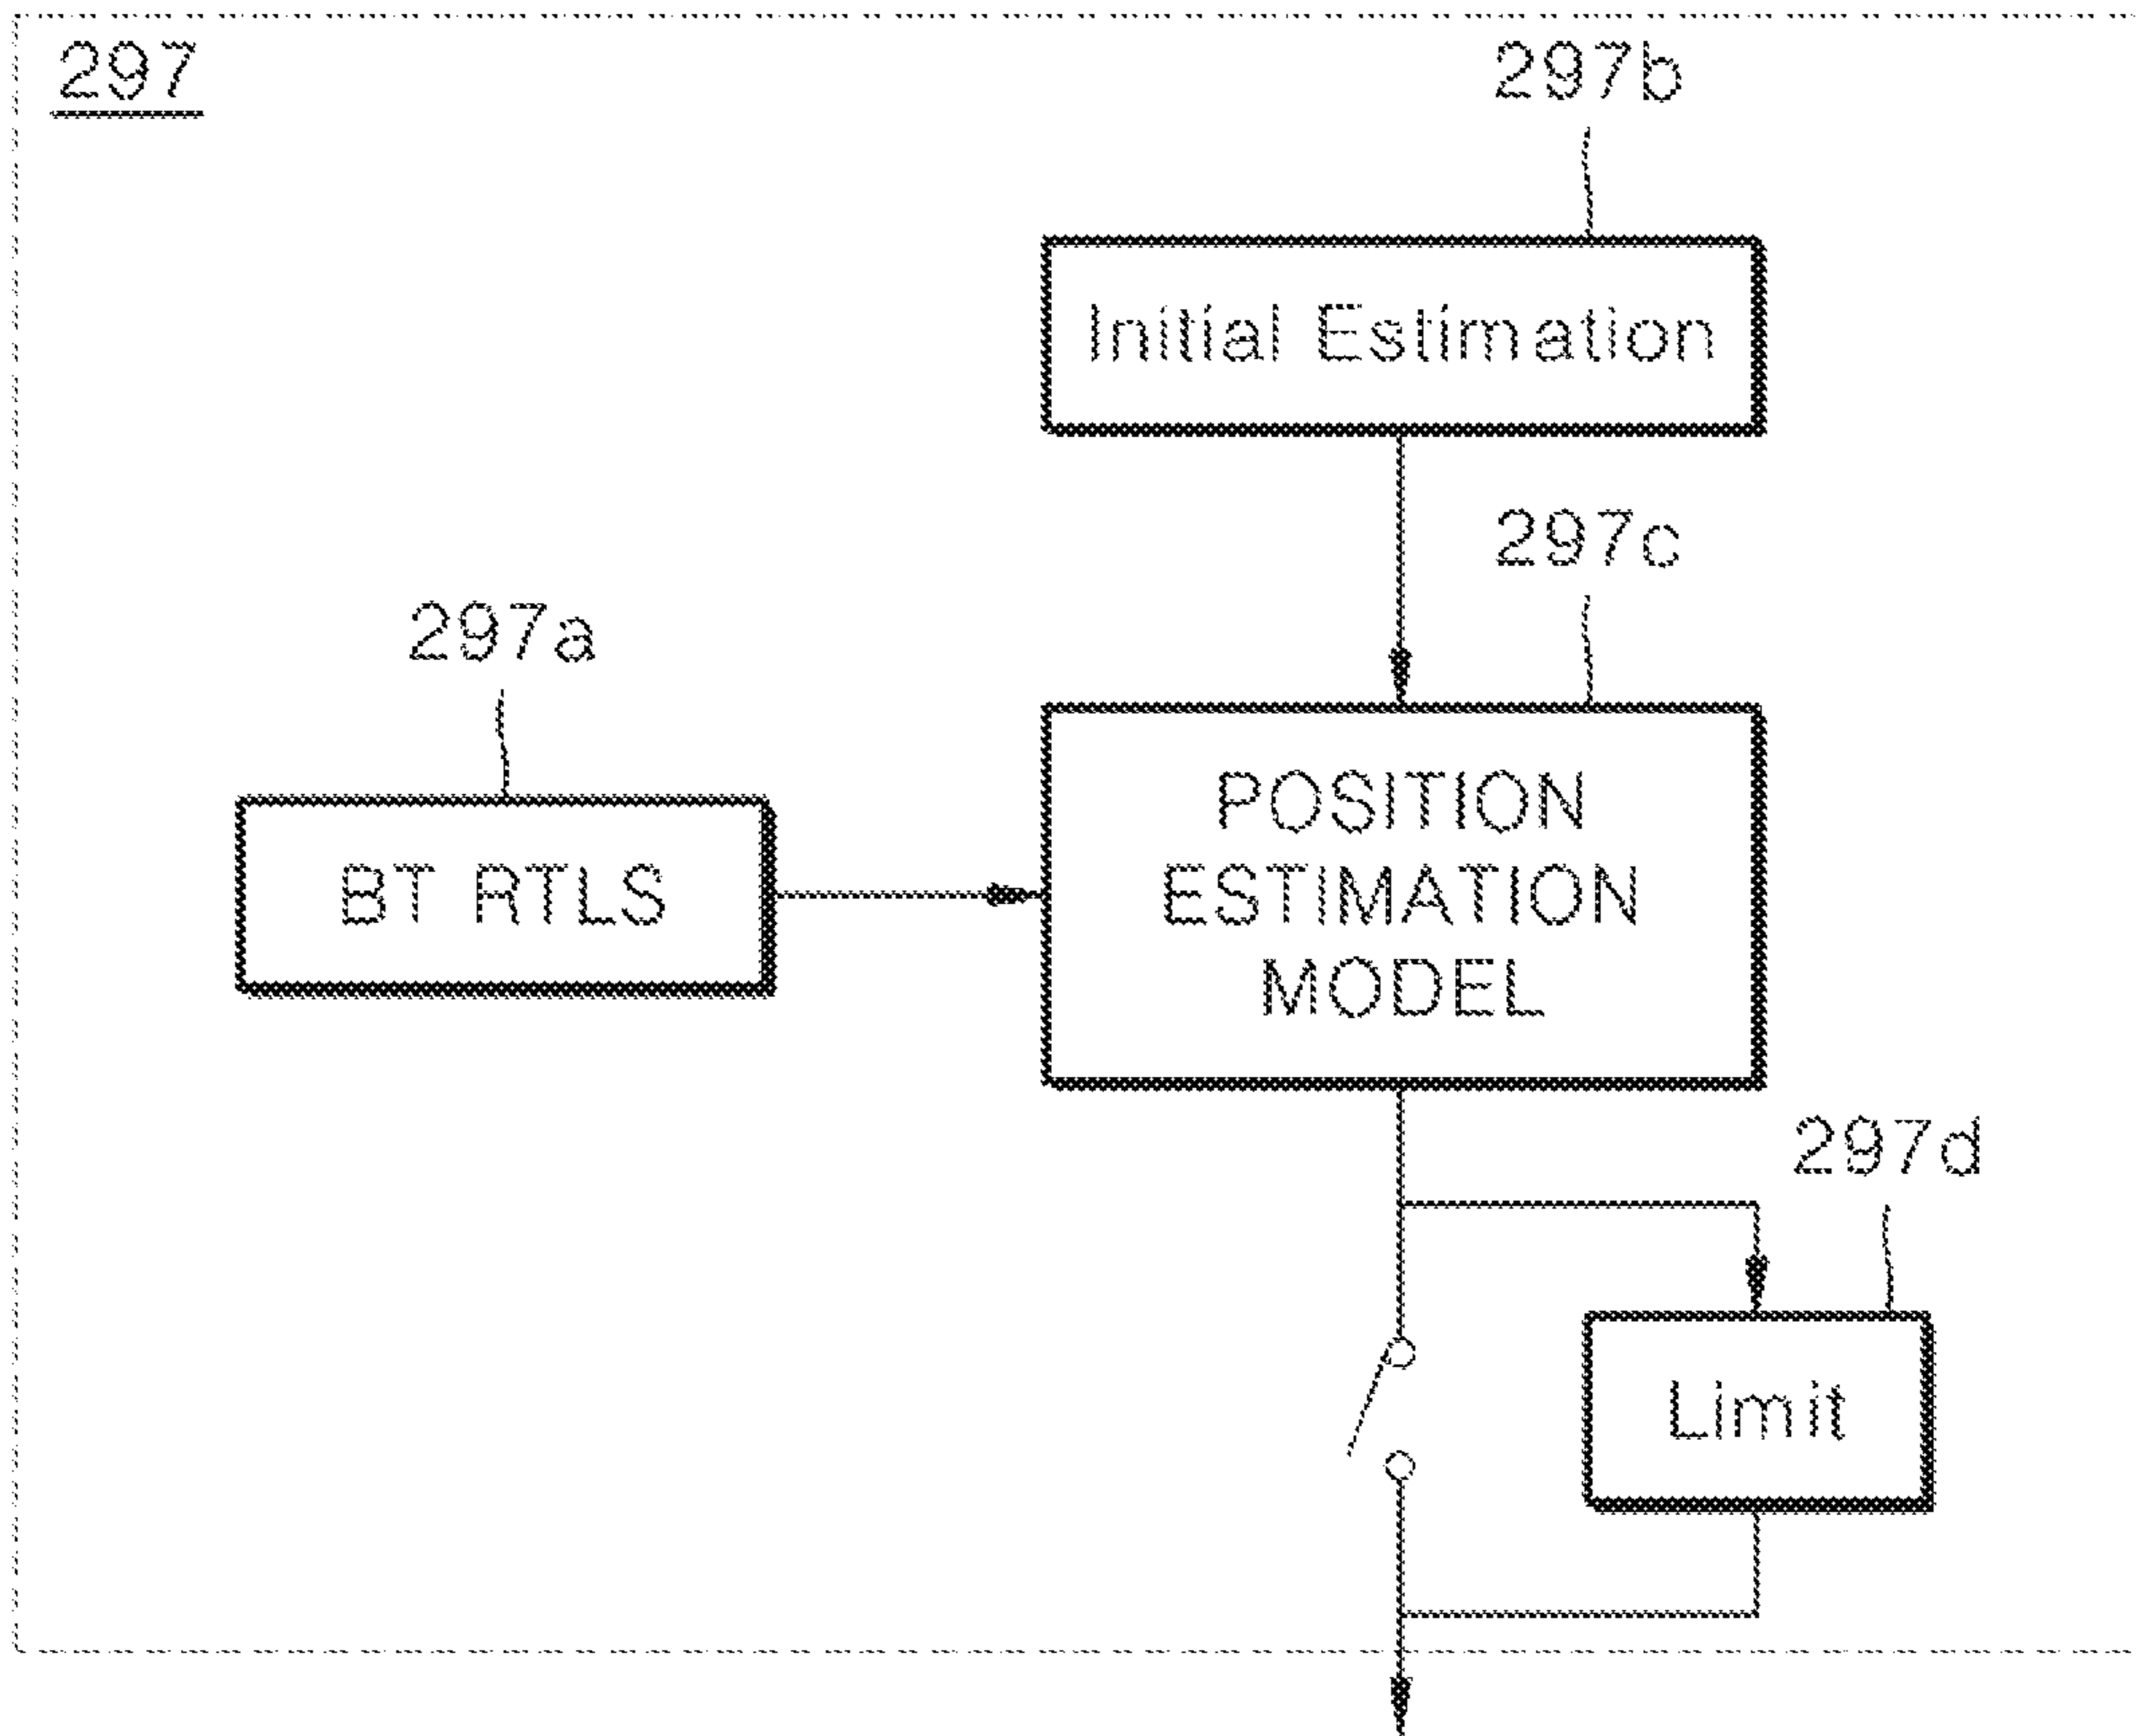 297
297b
Initial Estimation
297c
297a
POSITION
ESTIMATION
MODEL
BT RTLS
297d
Limit